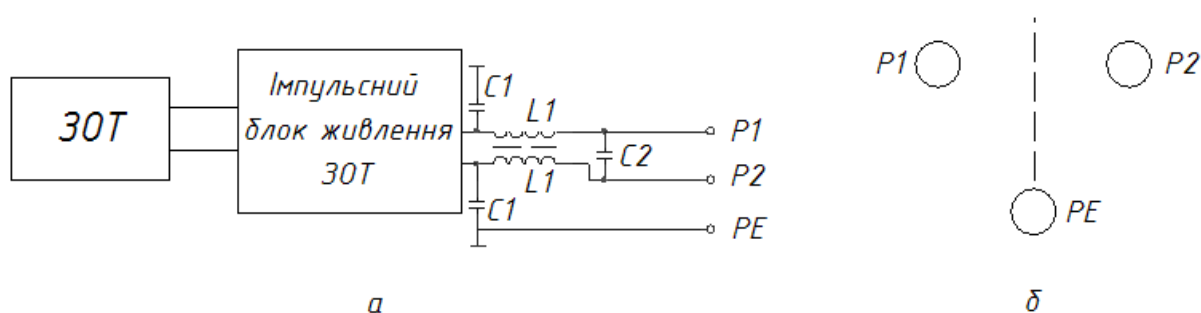 ЗОТ
Імпульсний
блок живлення
ЗОТ
C1
L1
L1
C1
C2
P1
P2
PE
P1
P2
PE
а
б